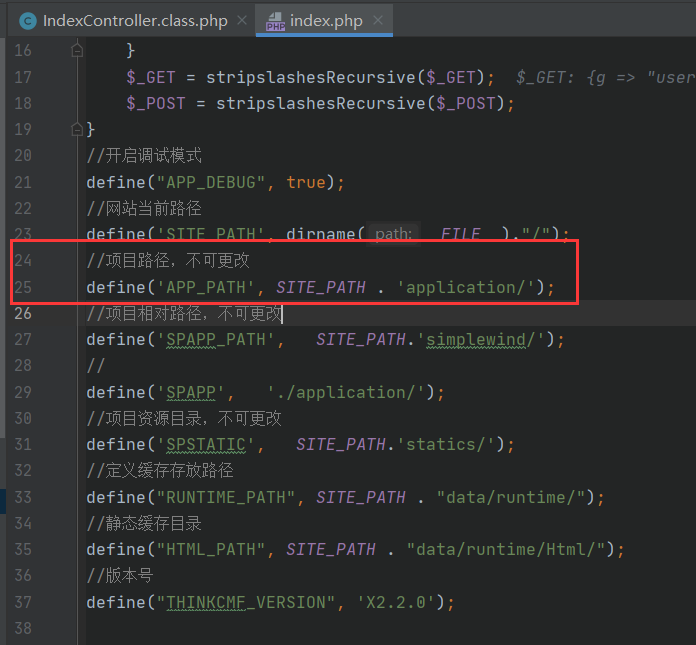 IndexController.class.php × index.php ×
16 }
17 $_GET = stripslashesRecursive($_GET); $_GET: {g => "user
18 $_POST = stripslashesRecursive($_POST);
19 }
20 //开启调试模式
21 define("APP_DEBUG", true);
22 //网站当前路径
23 define('SITE_PATH', dirname( path: __FILE__)."/");
24 //项目路径，不可更改
25 define('APP_PATH', SITE_PATH . 'application/');
26 //项目相对路径，不可更改
27 define('SPAPP_PATH', SITE_PATH.'simplewind/');
28 //
29 define('SPAPP', './application/');
30 //项目资源目录，不可更改
31 define('SPSTATIC', SITE_PATH.'statics/');
32 //定义缓存存放路径
33 define("RUNTIME_PATH", SITE_PATH . "data/runtime/");
34 //静态缓存目录
35 define("HTML_PATH", SITE_PATH . "data/runtime/Html/");
36 //版本号
37 define("THINKCMF_VERSION", 'X2.2.0');
38